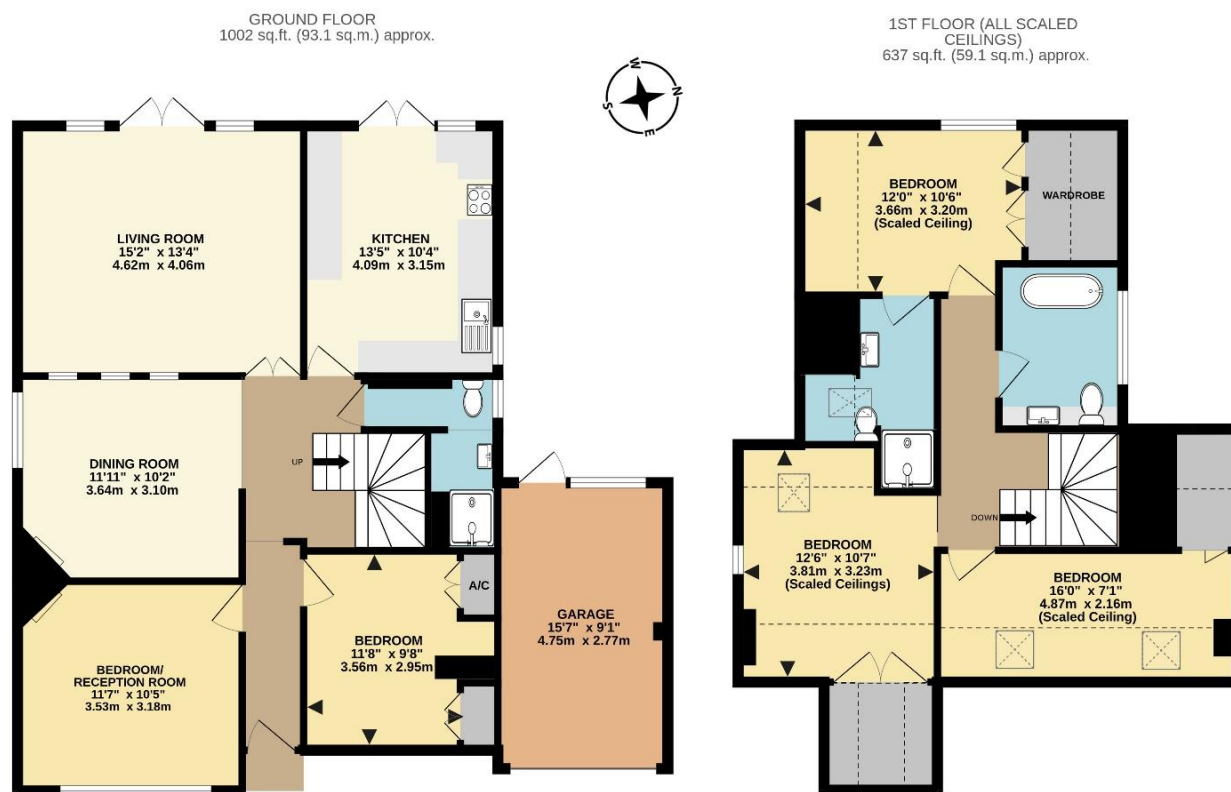 GROUND FLOOR
1002 sq.ft. (93.1 sq.m.) approx.
1ST FLOOR (ALL SCALED
CEILINGS)
637 sq.ft. (59.1 sq.m.) approx.
W
N
S
E
LIVING ROOM
15'2" x 13'4"
4.62m x 4.06m
KITCHEN
13'5" x 10'4"
4.09m x 3.15m
DINING ROOM
11'11" x 10'2"
3.64m x 3.10m
UP
BEDROOM/
RECEPTION ROOM
11'7" x 10'5"
3.53m x 3.18m
BEDROOM
11'8" x 9'8"
3.56m x 2.95m
A/C
GARAGE
15'7" x 9'1"
4.75m x 2.77m
BEDROOM
12'0" x 10'6"
3.66m x 3.20m
(Scaled Ceiling)
WARDROBE
DOWN
BEDROOM
12'6" x 10'7"
3.81m x 3.23m
(Scaled Ceilings)
BEDROOM
16'0" x 7'1"
4.87m x 2.16m
(Scaled Ceiling)